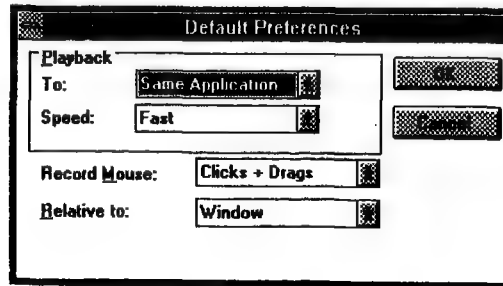 Default Preferences
Playback
To: Same Application
OK
Speed: Fast
Cancel
Record Mouse: Clicks + Drags
Relative to: Window